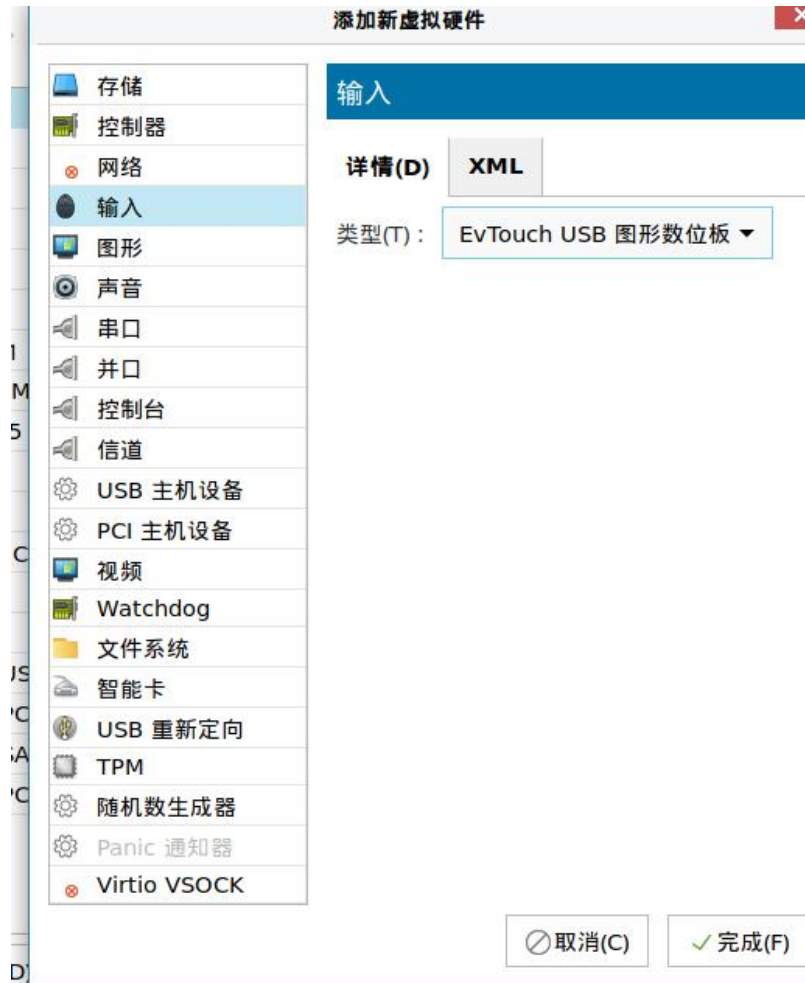 添加新虚拟硬件
存储
控制器
网络
输入
图形
声音
串口
并口
控制台
信道
USB 主机设备
PCI 主机设备
视频
Watchdog
文件系统
智能卡
USB 重新定向
TPM
随机数生成器
Panic 通知器
Virtio VSOCK
输入
详情(D) XML
类型(T)： EvTouch USB 图形数位板
取消(C) 完成(F)